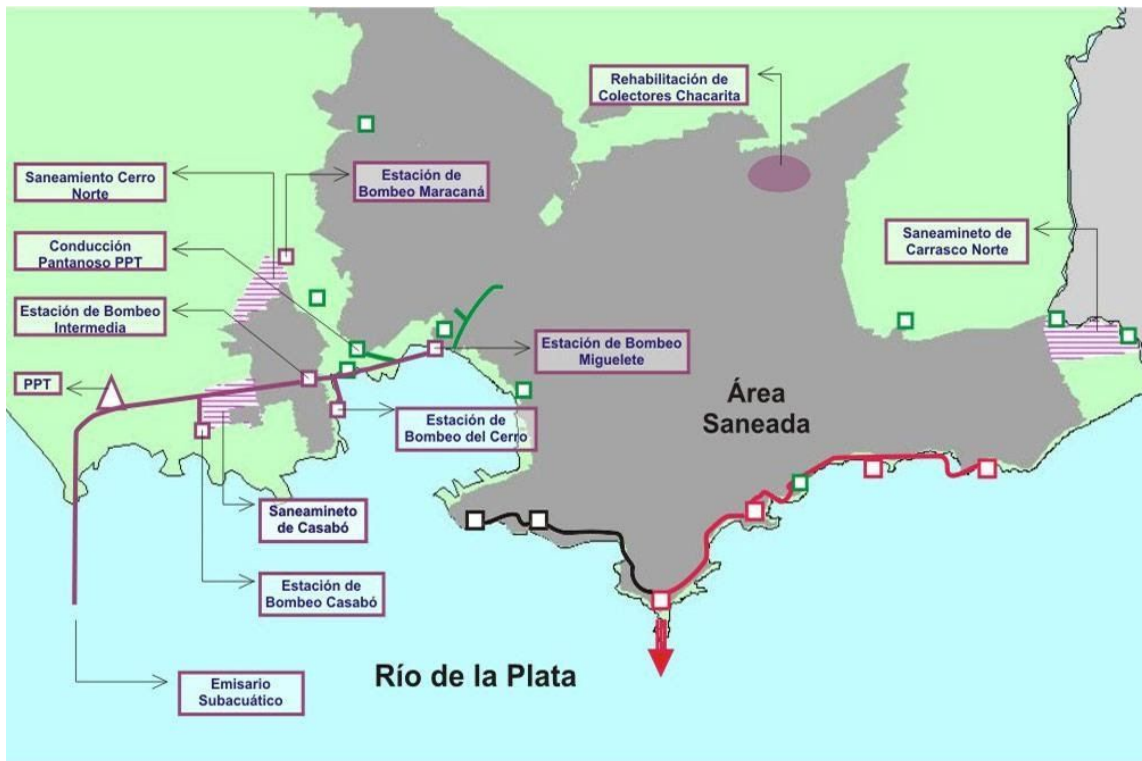 Rehabilitación de
Colectores Chacarita
Saneamiento Cerro
Norte
Estación de
Bombeo Maracaná
Conducción
Pantanoso PPT
Saneamineto de
Carrasco Norte
Estación de Bombeo
Intermedia
Estación de Bombeo
Miguelete
PPT
Área
Saneada
Estación de
Bombeo del Cerro
Saneamineto
de Casabó
Estación de
Bombeo Casabó
Río de la Plata
Emisario
Subacuático